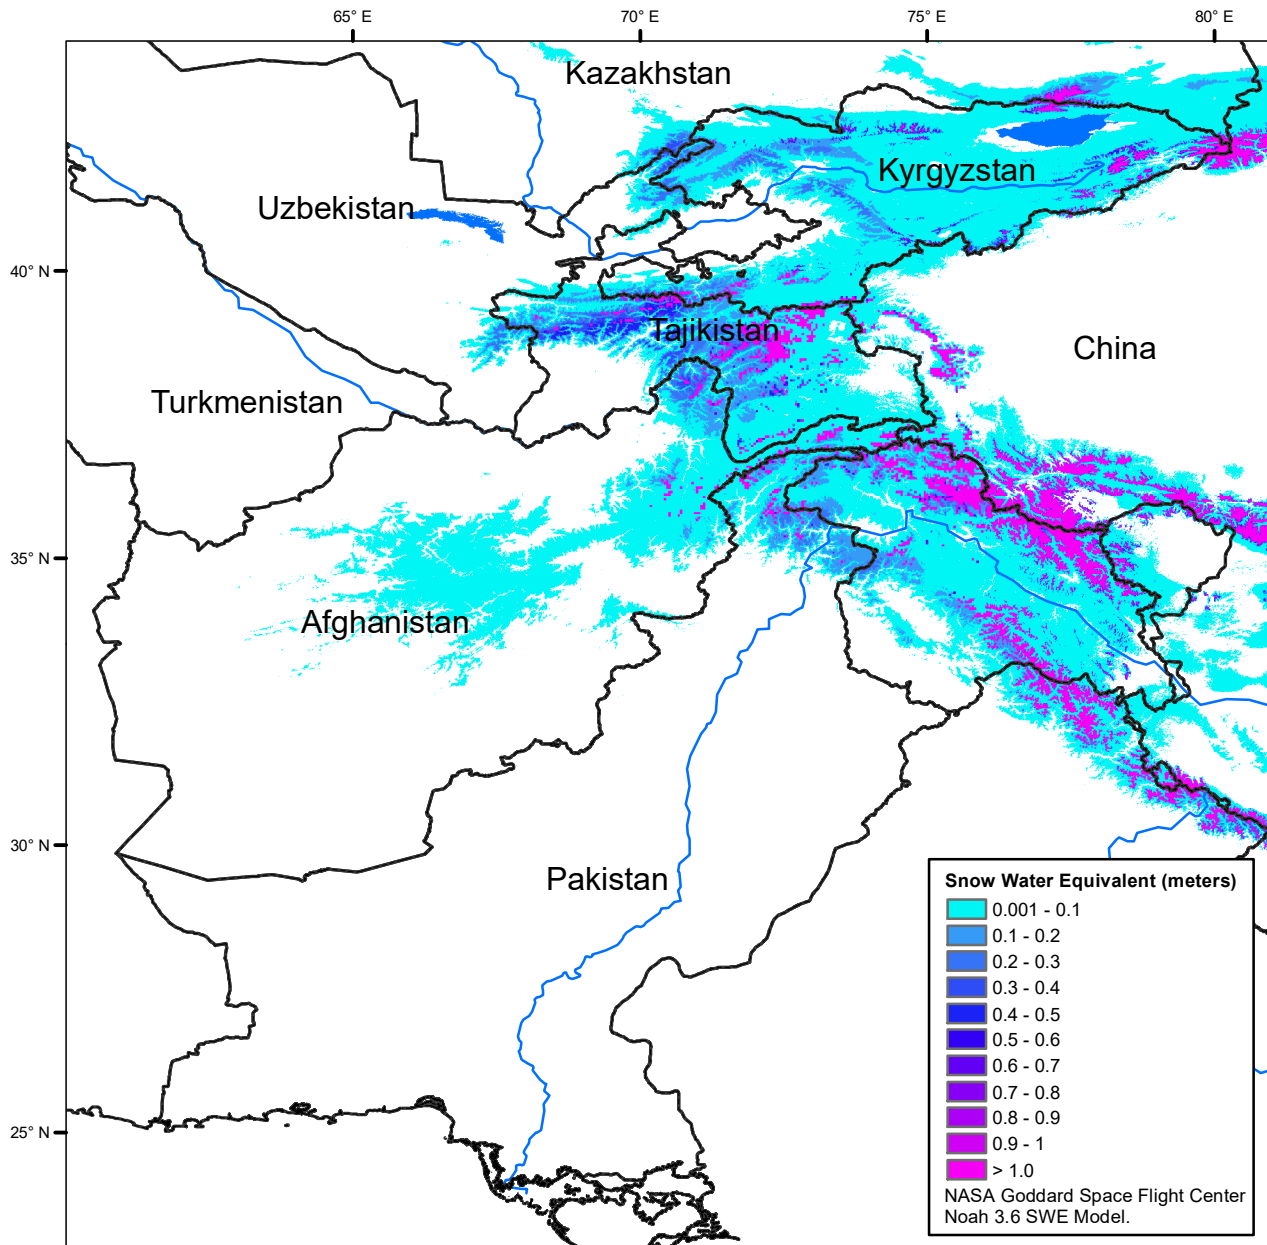 65° E
70° E
75° E
80° E
Kazakhstan
Kyrgyzstan
Uzbekistan
40° N
Tajikistan
China
Turkmenistan
35° N
Afghanistan
30° N
Pakistan
25° N
Snow Water Equivalent (meters)
0.001 - 0.1
0.1 - 0.2
0.2 - 0.3
0.3 - 0.4
0.4 - 0.5
0.5 - 0.6
0.6 - 0.7
0.7 - 0.8
0.8 - 0.9
0.9 - 1
> 1.0
NASA Goddard Space Flight Center
Noah 3.6 SWE Model.